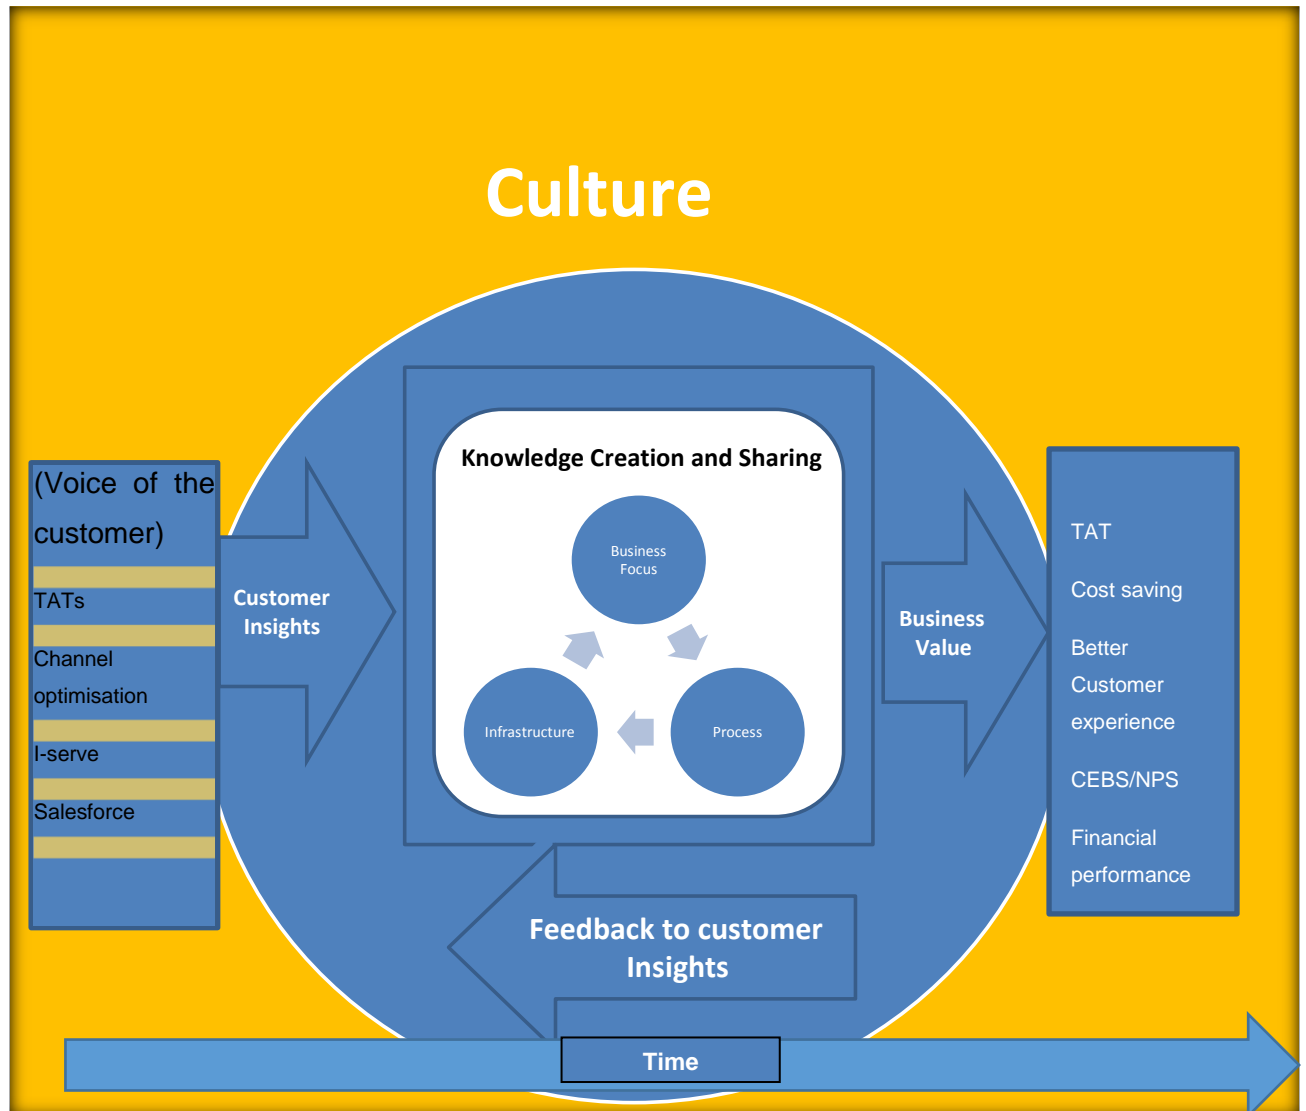 Culture
(Voice of the
customer)
TATs
Channel
optimisation
I-serve
Salesforce
Customer
Insights
Knowledge Creation and Sharing
Business
Focus
Infrastructure
Process
Business
Value
TAT
Cost saving
Better
Customer
experience
CEBS/NPS
Financial
performance
Feedback to customer
Insights
Time